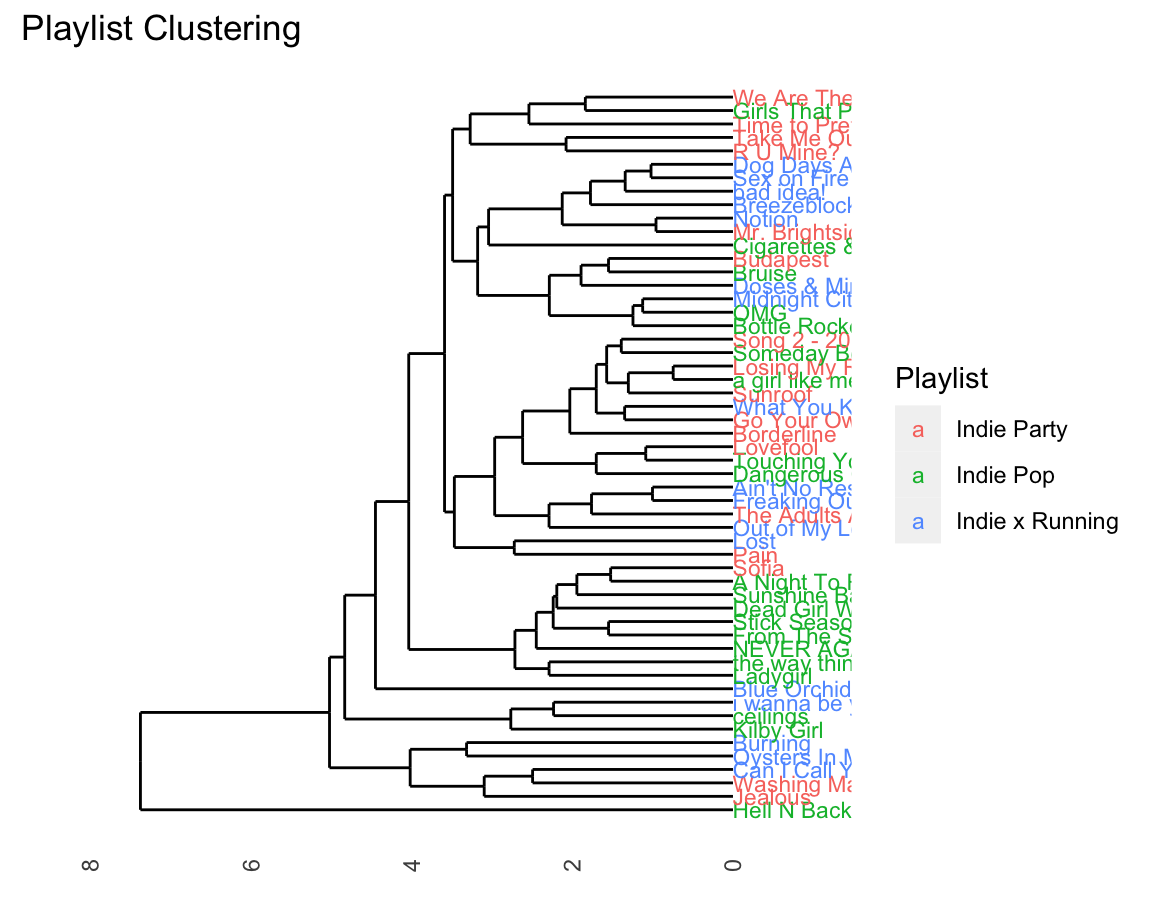 Playlist Clustering
We Are The
Girls That P
Time to Pre
Take Me Ou
R U Mine?
Dog Days A
Sex on Fire
bad idea!
Breezeblock
Notion
Mr. Brightsi
Cigarettes &
Budapest
Bruise
Doses & Mi
Midnight Cit
OMG
Bottle Rock
Song 2 - 20
Someday B
Losing My R
a girl like me
Sunroof
What You K
Go Your Ow
Borderline
Lovefool
Touching Yo
Dangerous
Ain't No Res
Freaking Ou
The Adults A
Out of My L
Lost
Pain
Sofia
A Night To
Sunshine Ba
Dead Girl W
Stick Seaso
From The S
NEVER AG
the way thin
Ladygirl
Blue Orchid
i wanna be y
ceilings
Kilby Girl
Burning
Oysters In M
Can I Call Y
Washing Ma
Jealous
Hell N Back
8 6 4 2 0
Playlist
a Indie Party
a Indie Pop
a Indie x Running